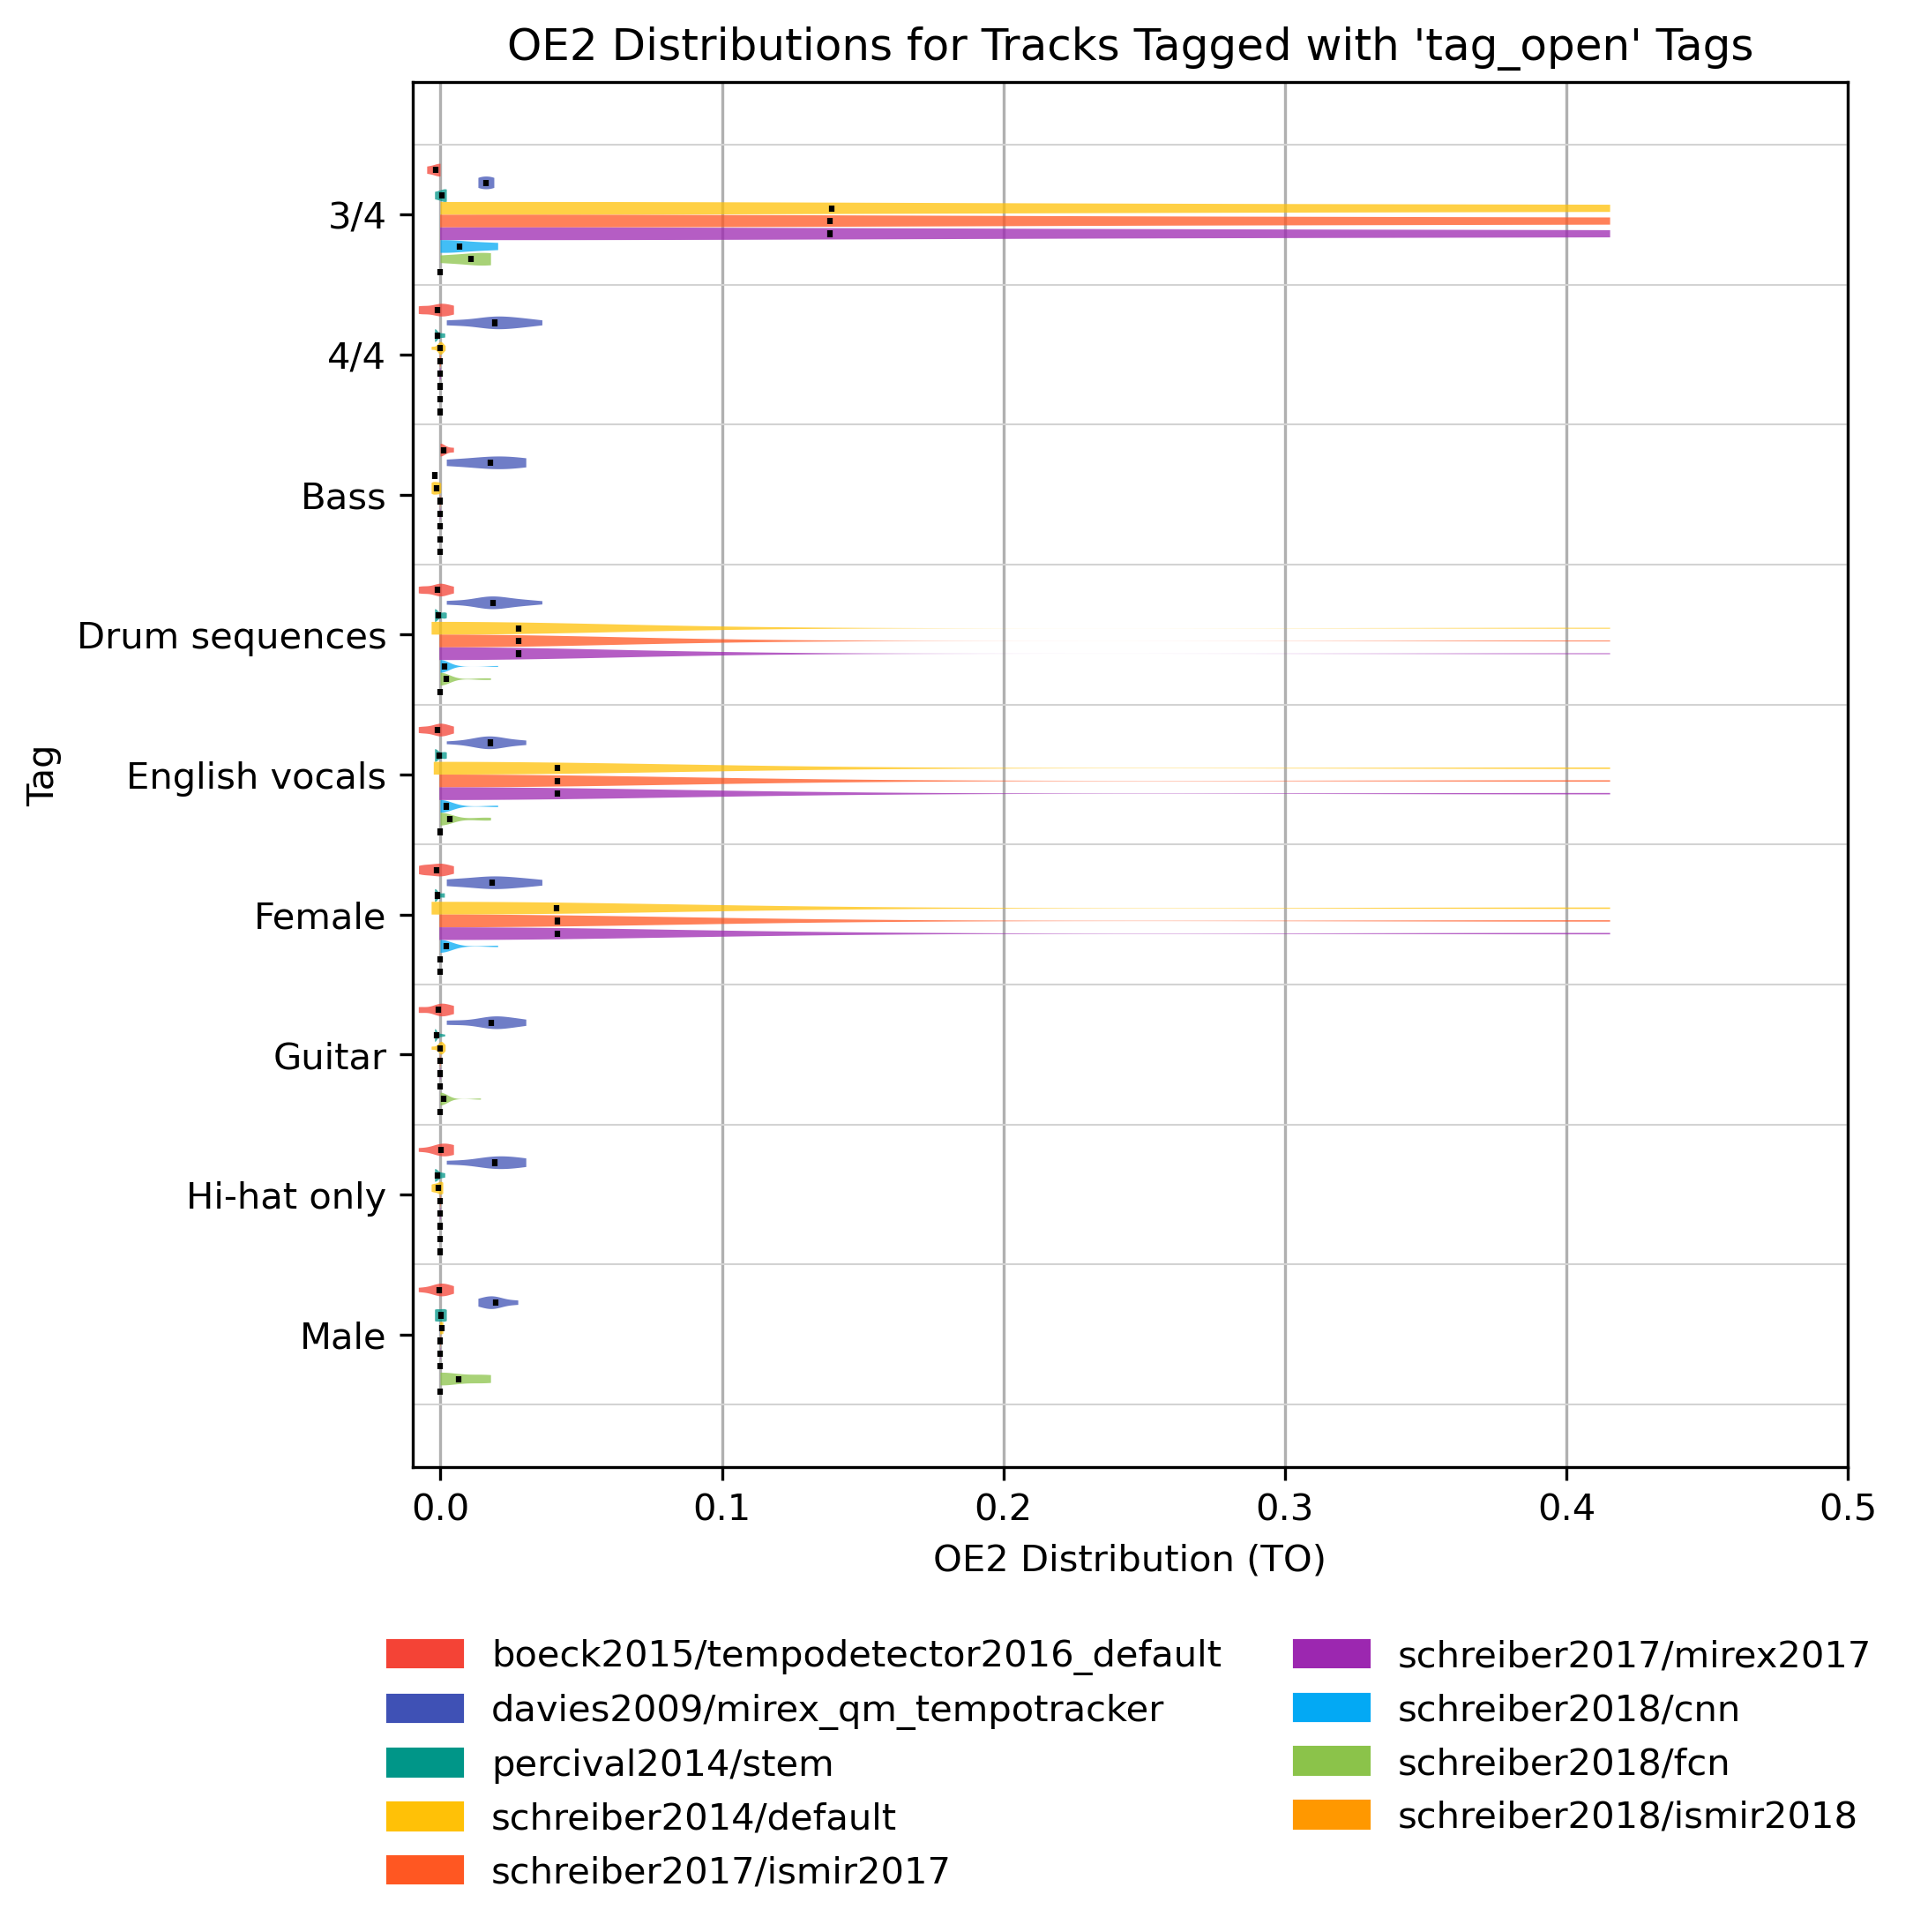 OE2 Distributions for Tracks Tagged with 'tag_open' Tags
3/4
4/4
Bass
Drum sequences
English vocals
Female
Guitar
Hi-hat only
Male
Tag
0.0 0.1 0.2 0.3 0.4 0.5
OE2 Distribution (TO)
boeck2015/tempodetector2016_default
davies2009/mirex_qm_tempotracker
percival2014/stem
schreiber2014/default
schreiber2017/ismir2017
schreiber2017/mirex2017
schreiber2018/cnn
schreiber2018/fcn
schreiber2018/ismir2018